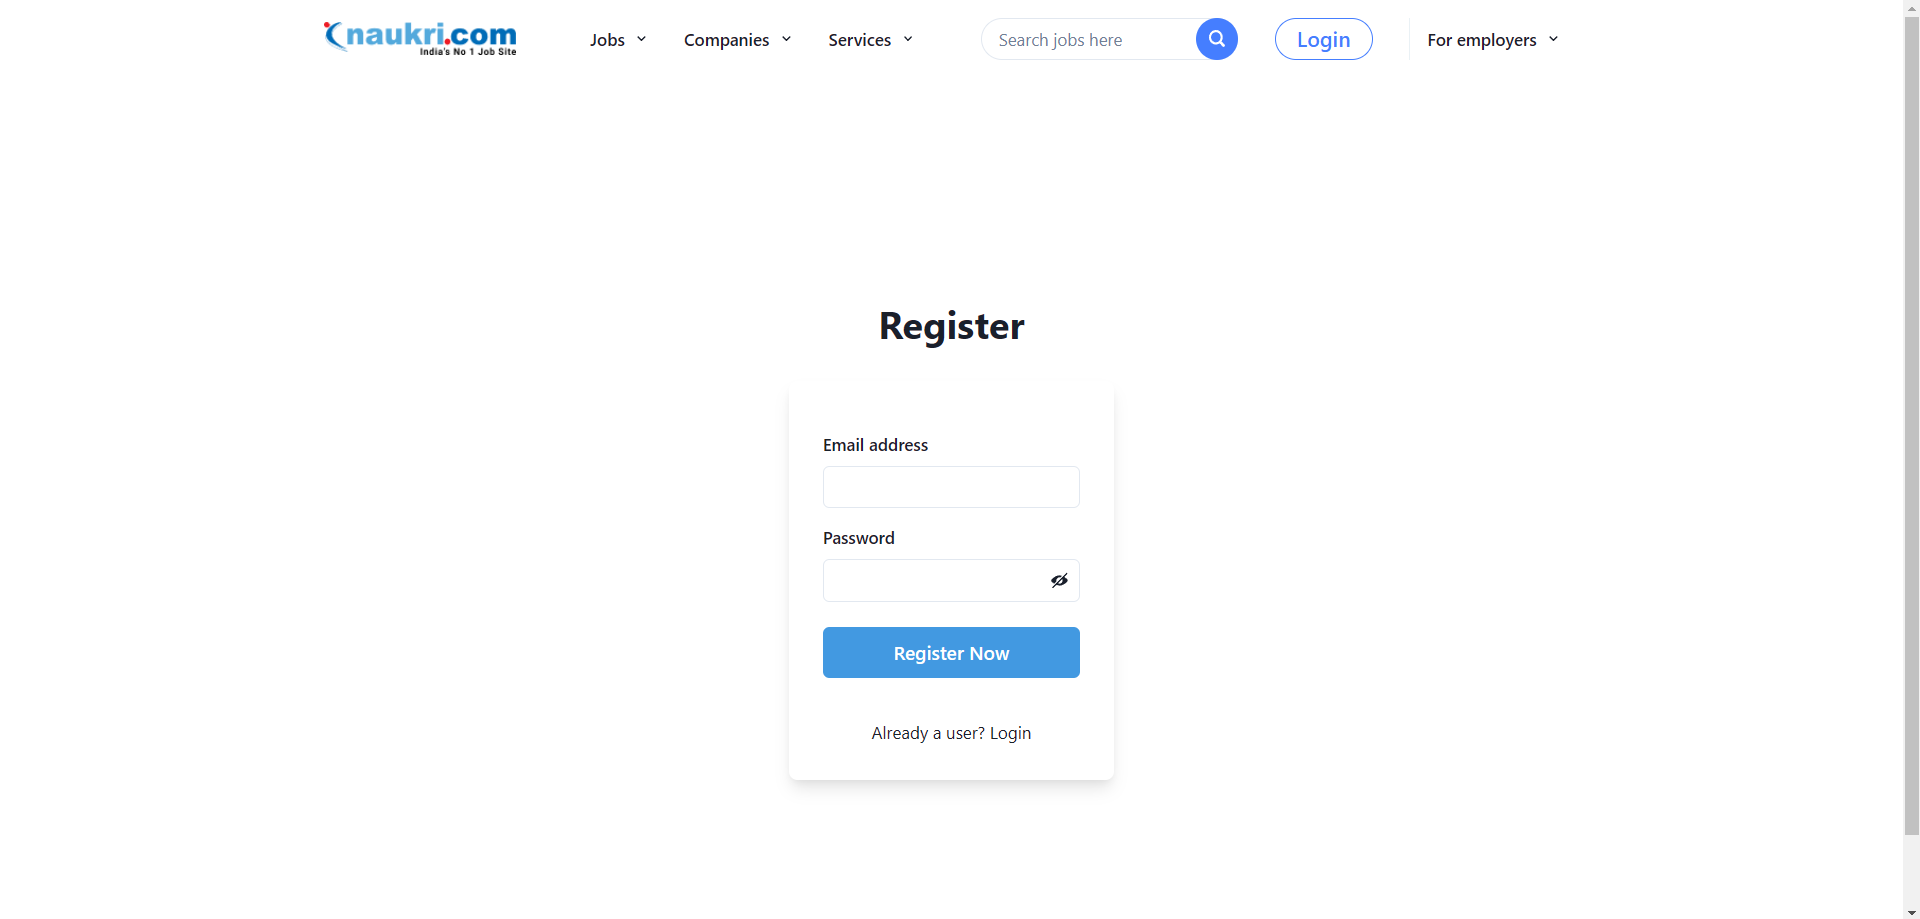 naukri.com
India's No 1 Job Site
Jobs
Companies
Services
Search jobs here
Login
For employers
Register
Email address
Password
Register Now
Already a user? Login